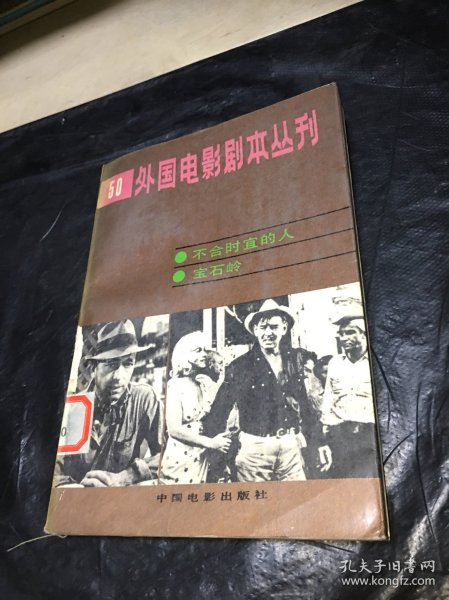 50 外国电影剧本丛刊
不合时宜的人
宝石岭
中国电影出版社
孔夫子旧书网
www.kongfz.com